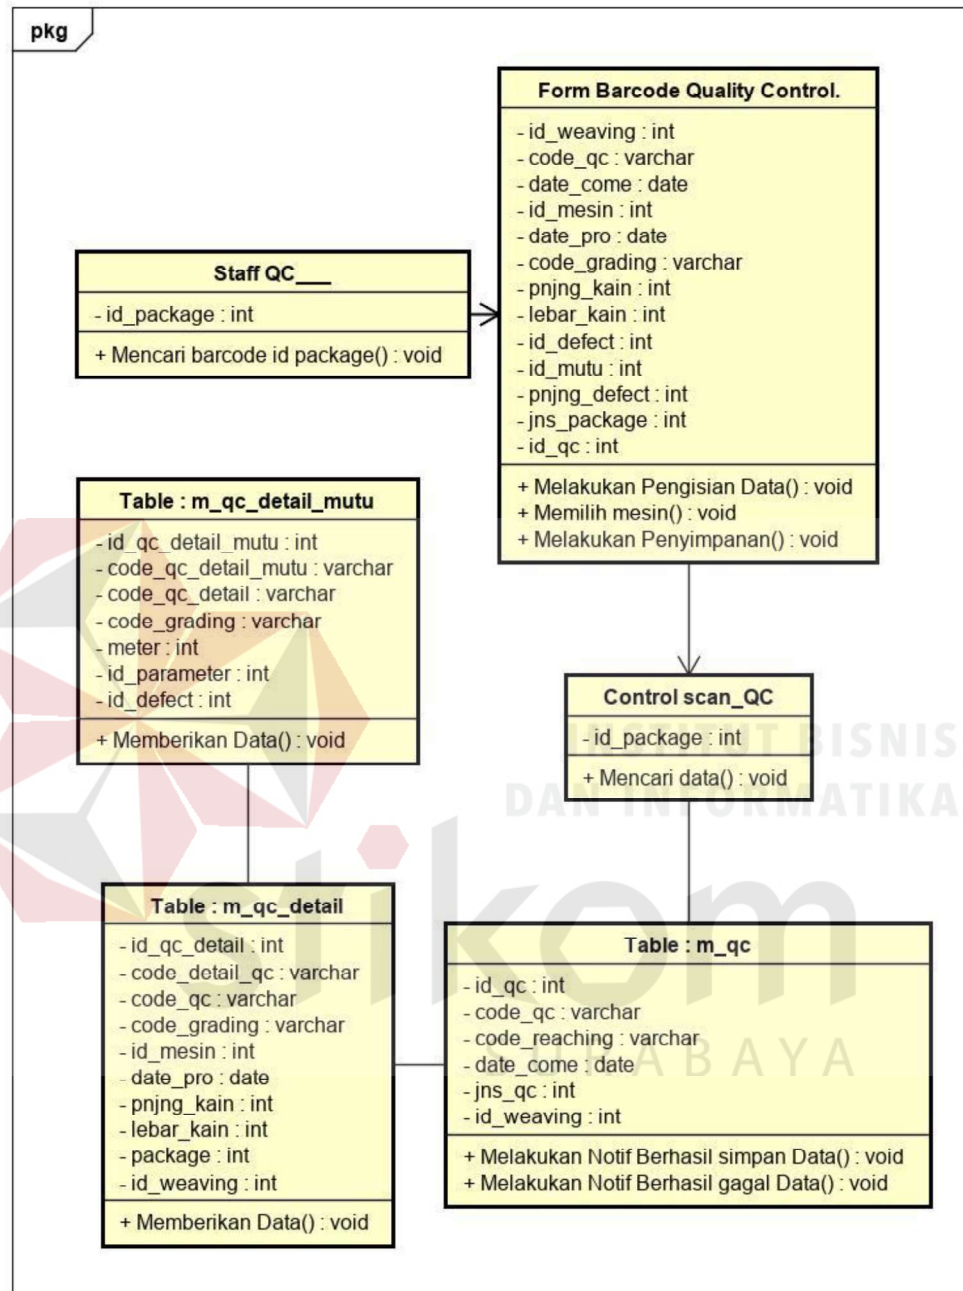 pkg
Form Barcode Quality Control.
- id_weaving : int
- code_qc : varchar
- date_come : date
- id_mesin : int
- date_pro : date
- code_grading : varchar
- pnjng_kain : int
- lebar_kain : int
- id_defect : int
- id_mutu : int
- pnjng_defect : int
- jns_package : int
- id_qc : int
+ Melakukan Pengisian Data() : void
+ Memilih mesin() : void
+ Melakukan Penyimpanan() : void
Staff QC___
- id_package : int
+ Mencari barcode id package() : void
Table : m_qc_detail_mutu
- id_qc_detail_mutu : int
- code_qc_detail_mutu : varchar
- code_qc_detail : varchar
- code_grading : varchar
- meter : int
- id_parameter : int
- id_defect : int
+ Memberikan Data() : void
Control scan_QC
- id_package : int
+ Mencari data() : void
INSTITUT BISNIS
DAN INFORMATIKA
stikom
SURABAYA
Table : m_qc_detail
- id_qc_detail : int
- code_detail_qc : varchar
- code_qc : varchar
- code_grading : varchar
- id_mesin : int
- date_pro : date
- pnjng_kain : int
- lebar_kain : int
- package : int
- id_weaving : int
+ Memberikan Data() : void
Table : m_qc
- id_qc : int
- code_qc : varchar
- code_reaching : varchar
- date_come : date
- jns_qc : int
- id_weaving : int
+ Melakukan Notif Berhasil simpan Data() : void
+ Melakukan Notif Berhasil gagal Data() : void